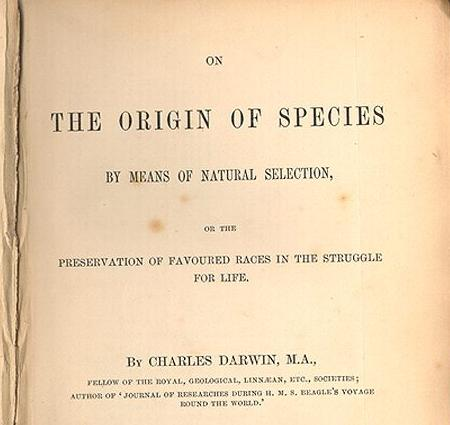 ON
THE ORIGIN OF SPECIES
BY MEANS OF NATURAL SELECTION,
OR THE
PRESERVATION OF FAVOURED RACES IN THE STRUGGLE
FOR LIFE.
BY CHARLES DARWIN, M.A.,
FELLOW OF THE ROYAL, GEOLOGICAL, LINNÆAN, ETC., SOCIETIES;
AUTHOR OF ‘JOURNAL OF RESEARCHES DURING H. M. S. BEAGLE'S VOYAGE
ROUND THE WORLD.’